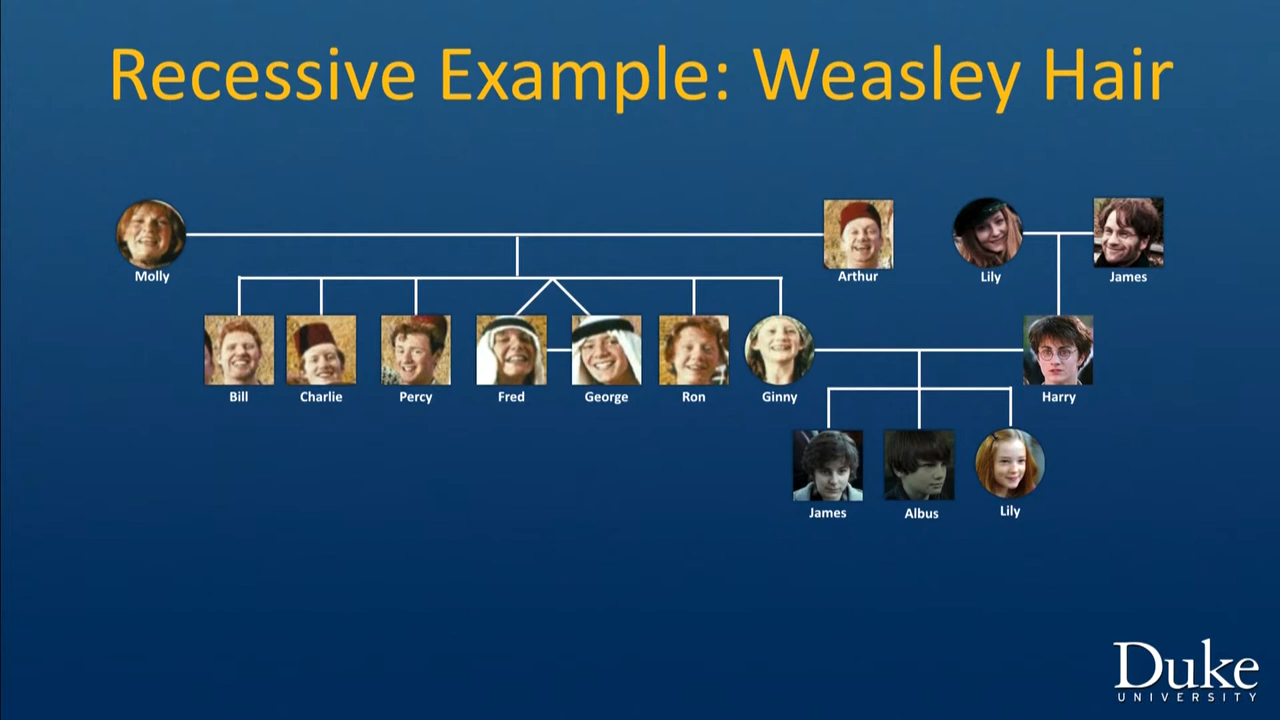 Recessive Example: Weasley Hair
Molly
Arthur
Lily
James
Bill
Charlie
Percy
Fred
George
Ron
Ginny
Harry
James
Albus
Lily
Duke
UNIVERSITY